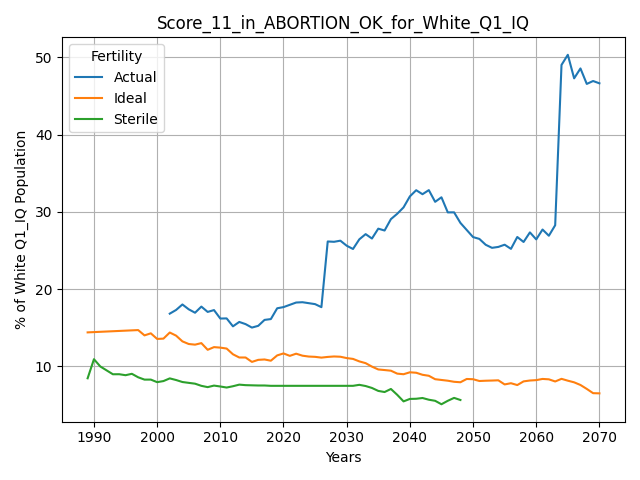 Score_11_in_ABORTION_OK_for_White_Q1_IQ
Fertility
Actual
Ideal
Sterile
% of White Q1_IQ Population
50
40
30
20
10
1990 2000 2010 2020 2030 2040 2050 2060 2070
Years